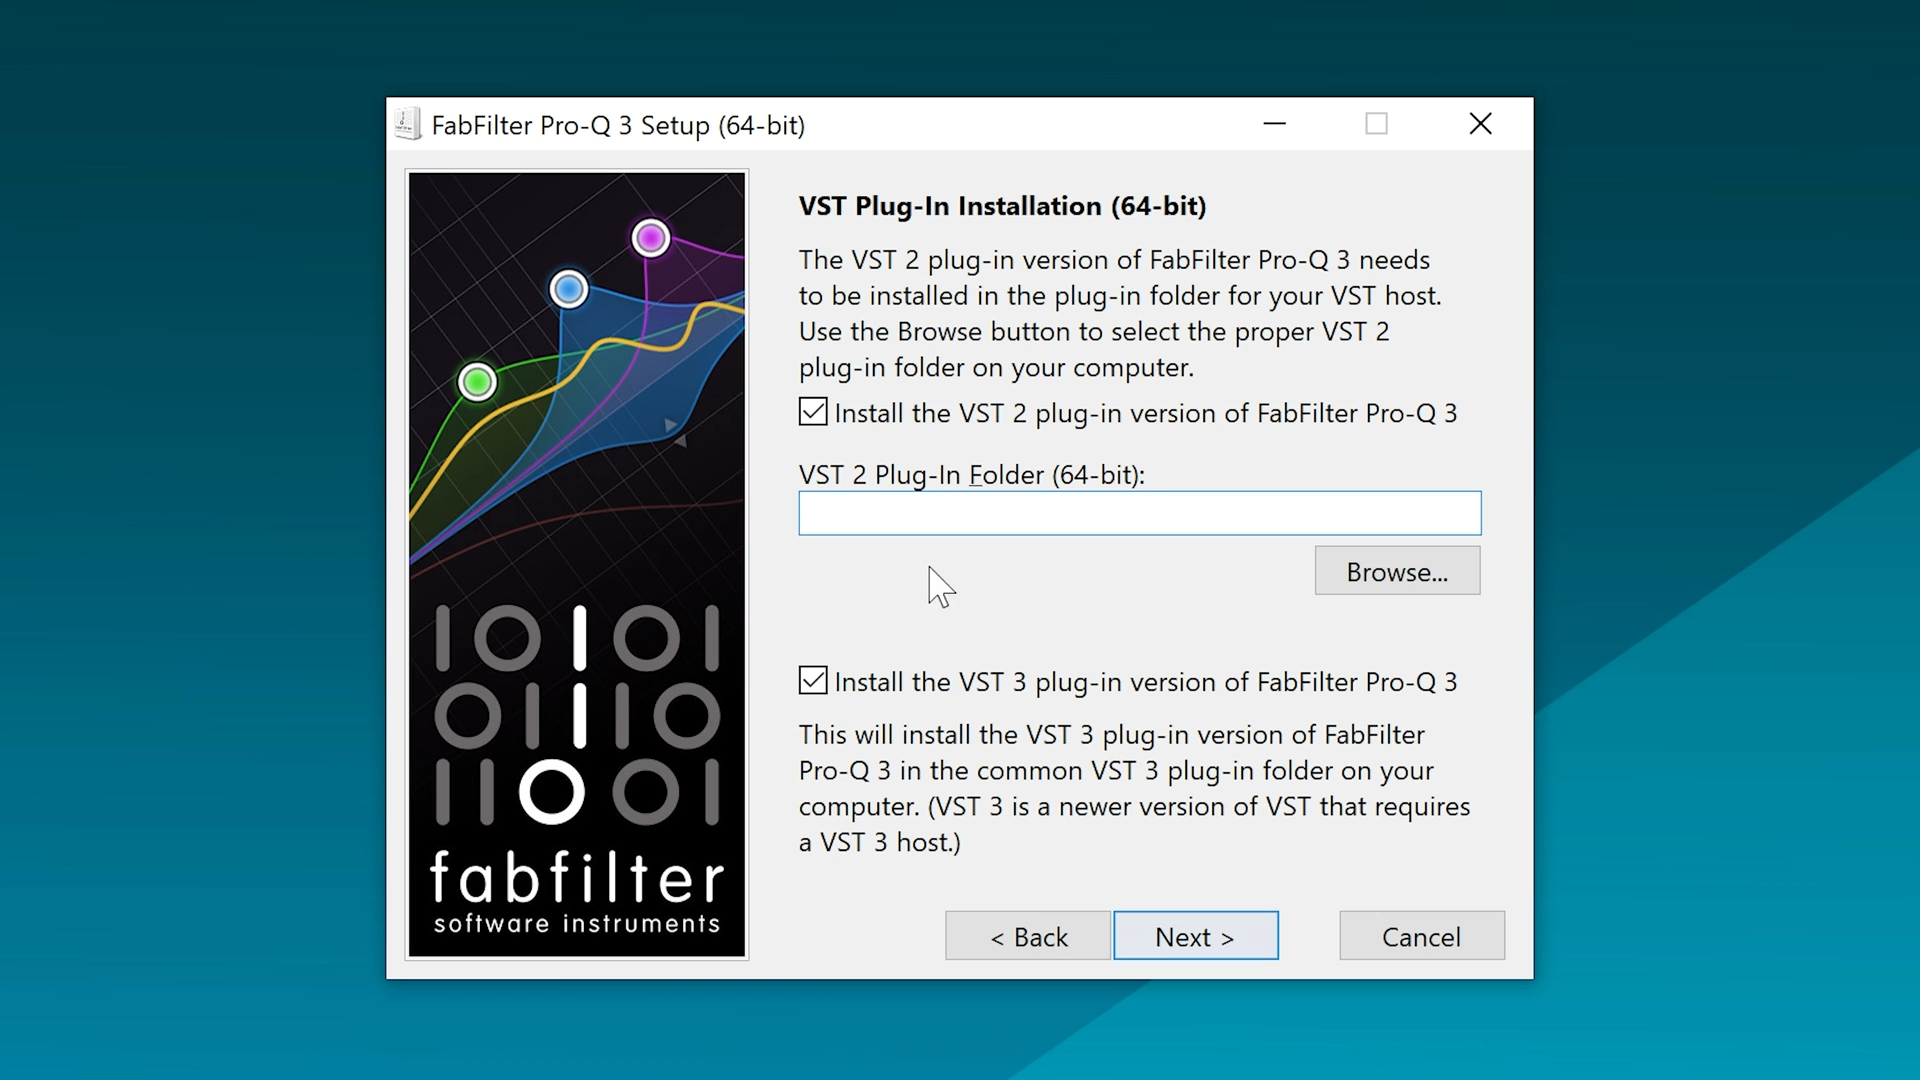 FabFilter Pro-Q 3 Setup (64-bit)
VST Plug-In Installation (64-bit)
The VST 2 plug-in version of FabFilter Pro-Q 3 needs
to be installed in the plug-in folder for your VST host.
Use the Browse button to select the proper VST 2
plug-in folder on your computer.
Install the VST 2 plug-in version of FabFilter Pro-Q 3
VST 2 Plug-In Folder (64-bit):
Browse...
Install the VST 3 plug-in version of FabFilter Pro-Q 3
This will install the VST 3 plug-in version of FabFilter
Pro-Q 3 in the common VST 3 plug-in folder on your
computer. (VST 3 is a newer version of VST that requires
a VST 3 host.)
< Back
Next >
Cancel
10101
01110
11001
fabfilter
software instruments